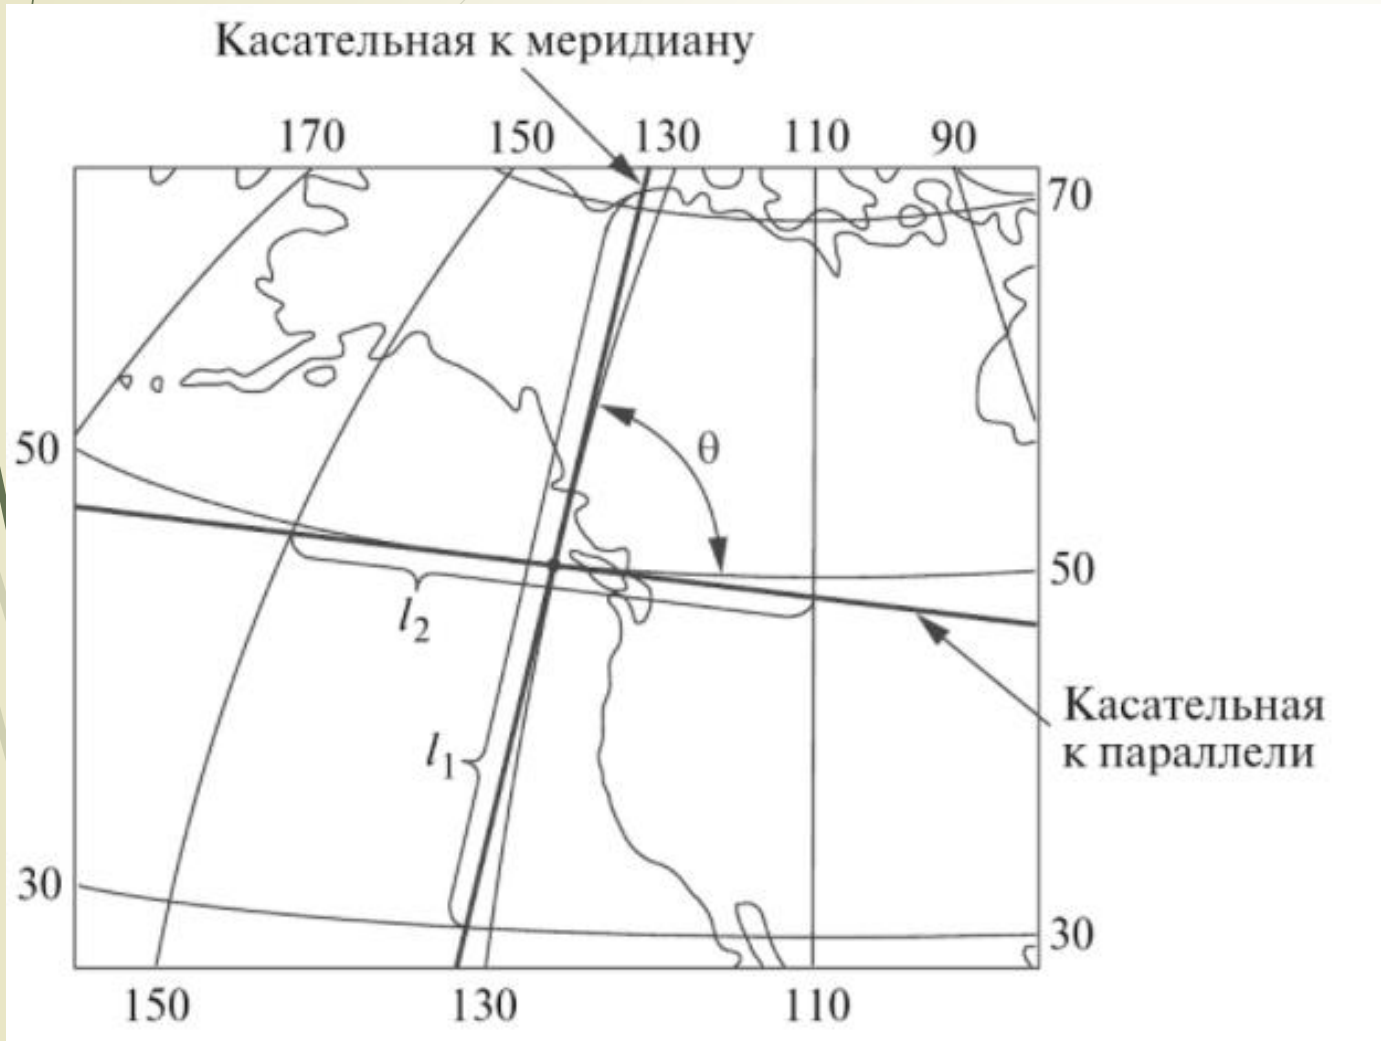 Касательная к меридиану
170 150 130 110 90
70
50
θ
50
l2
Касательная
к параллели
l1
30
30
150 130 110